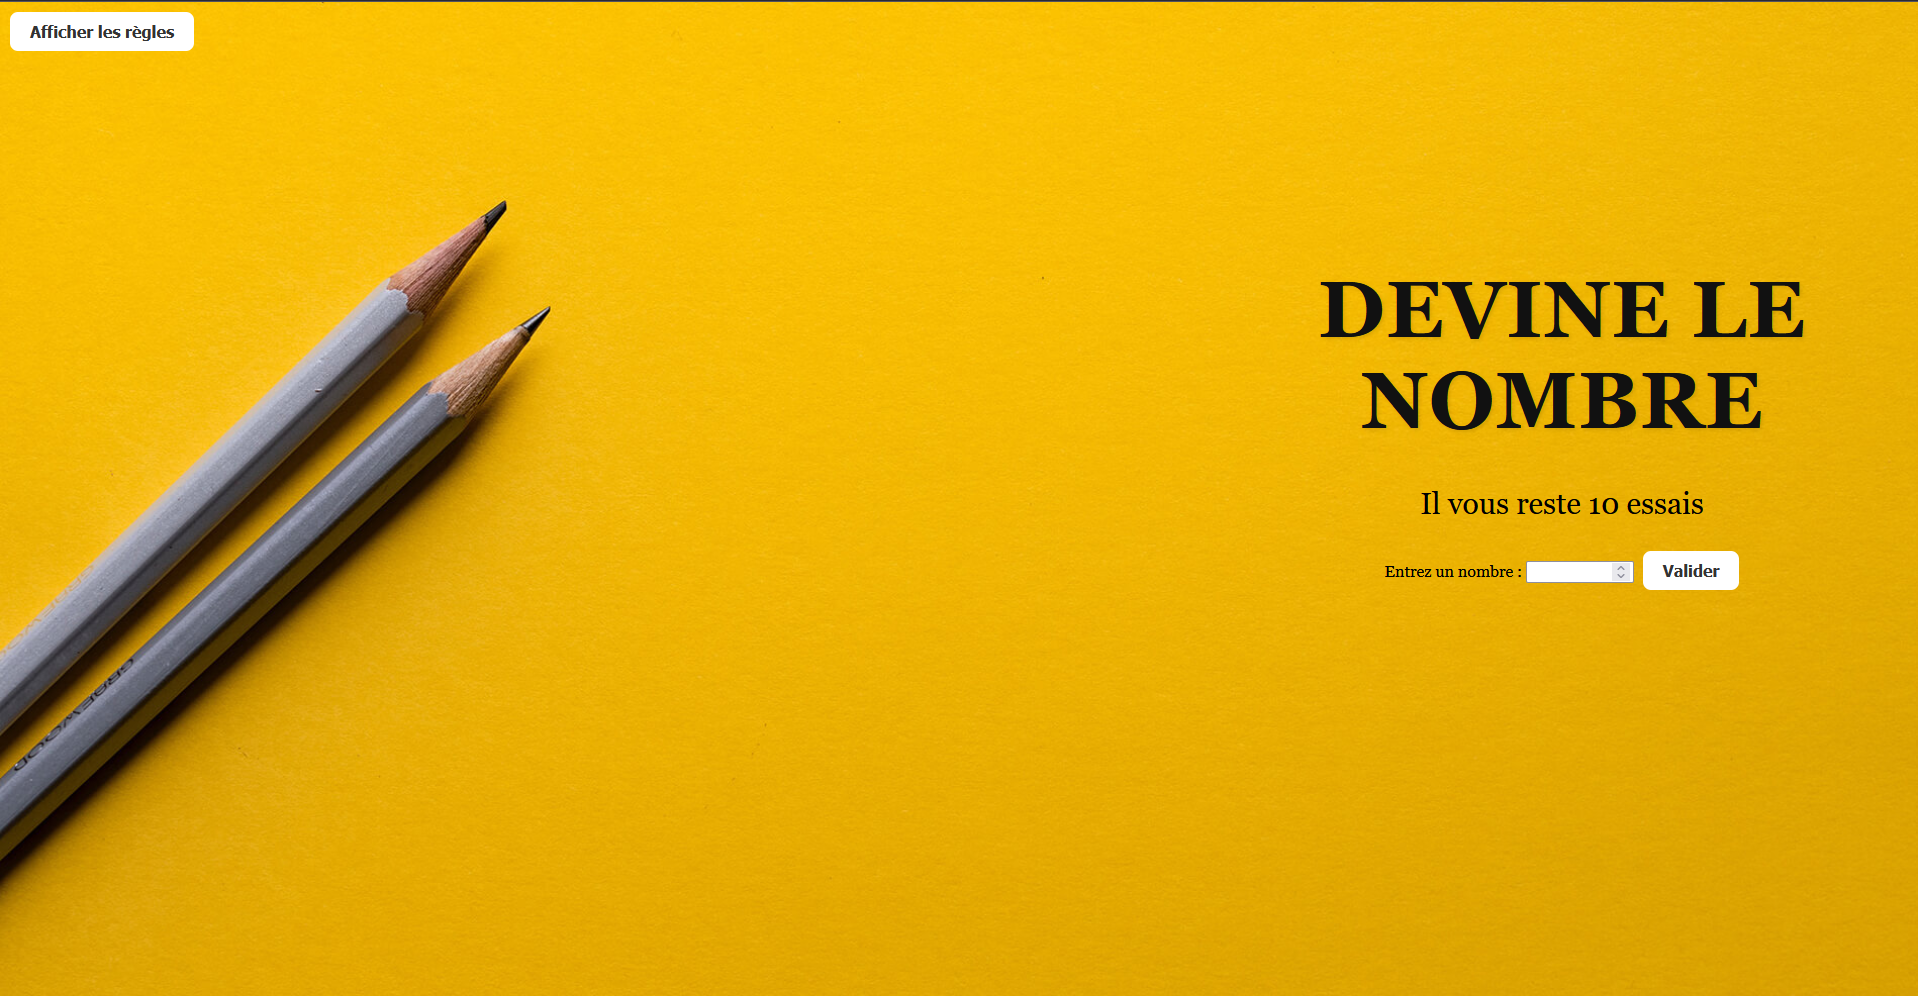 Afficher les règles
DEVINE LE
NOMBRE
Il vous reste 10 essais
Entrez un nombre :
Valider